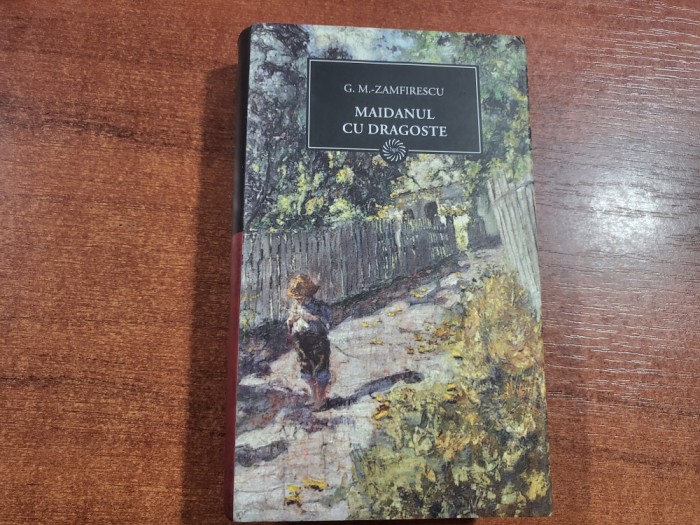 G. M.-ZAMFIRESCU
MAIDANUL
CU DRAGOSTE